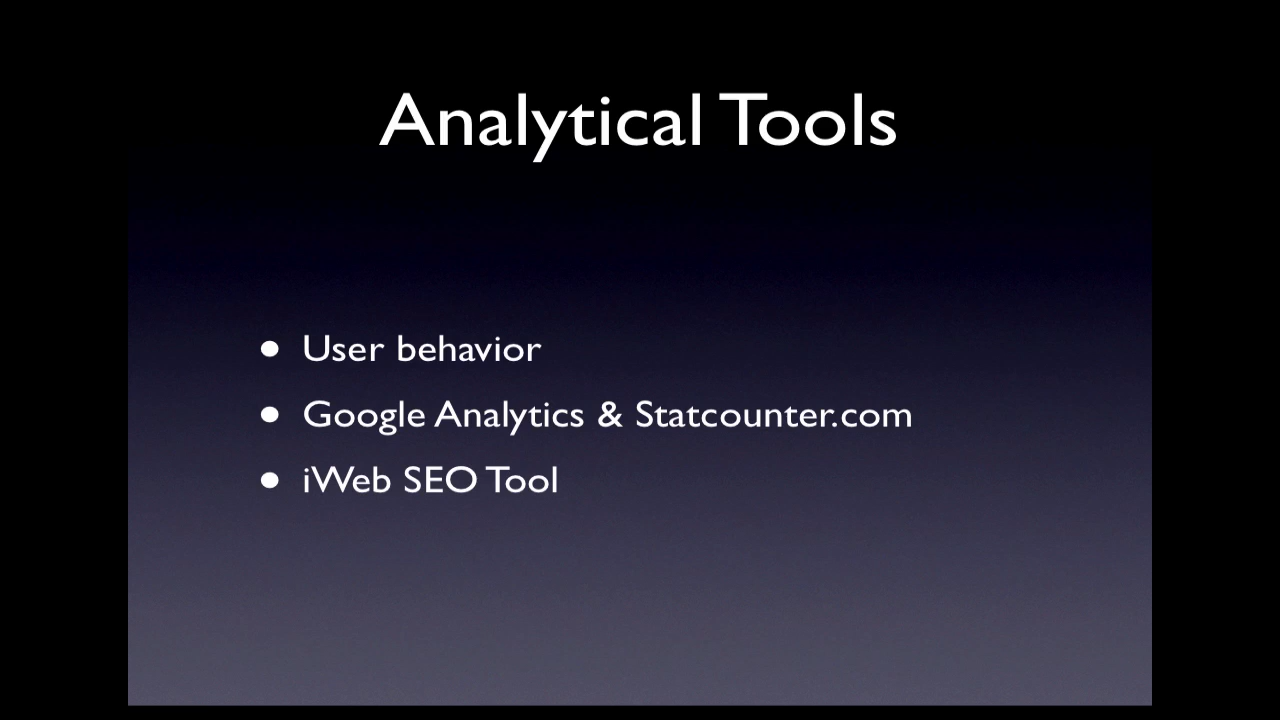 Analytical Tools
• User behavior
• Google Analytics & Statcounter.com
• iWeb SEO Tool